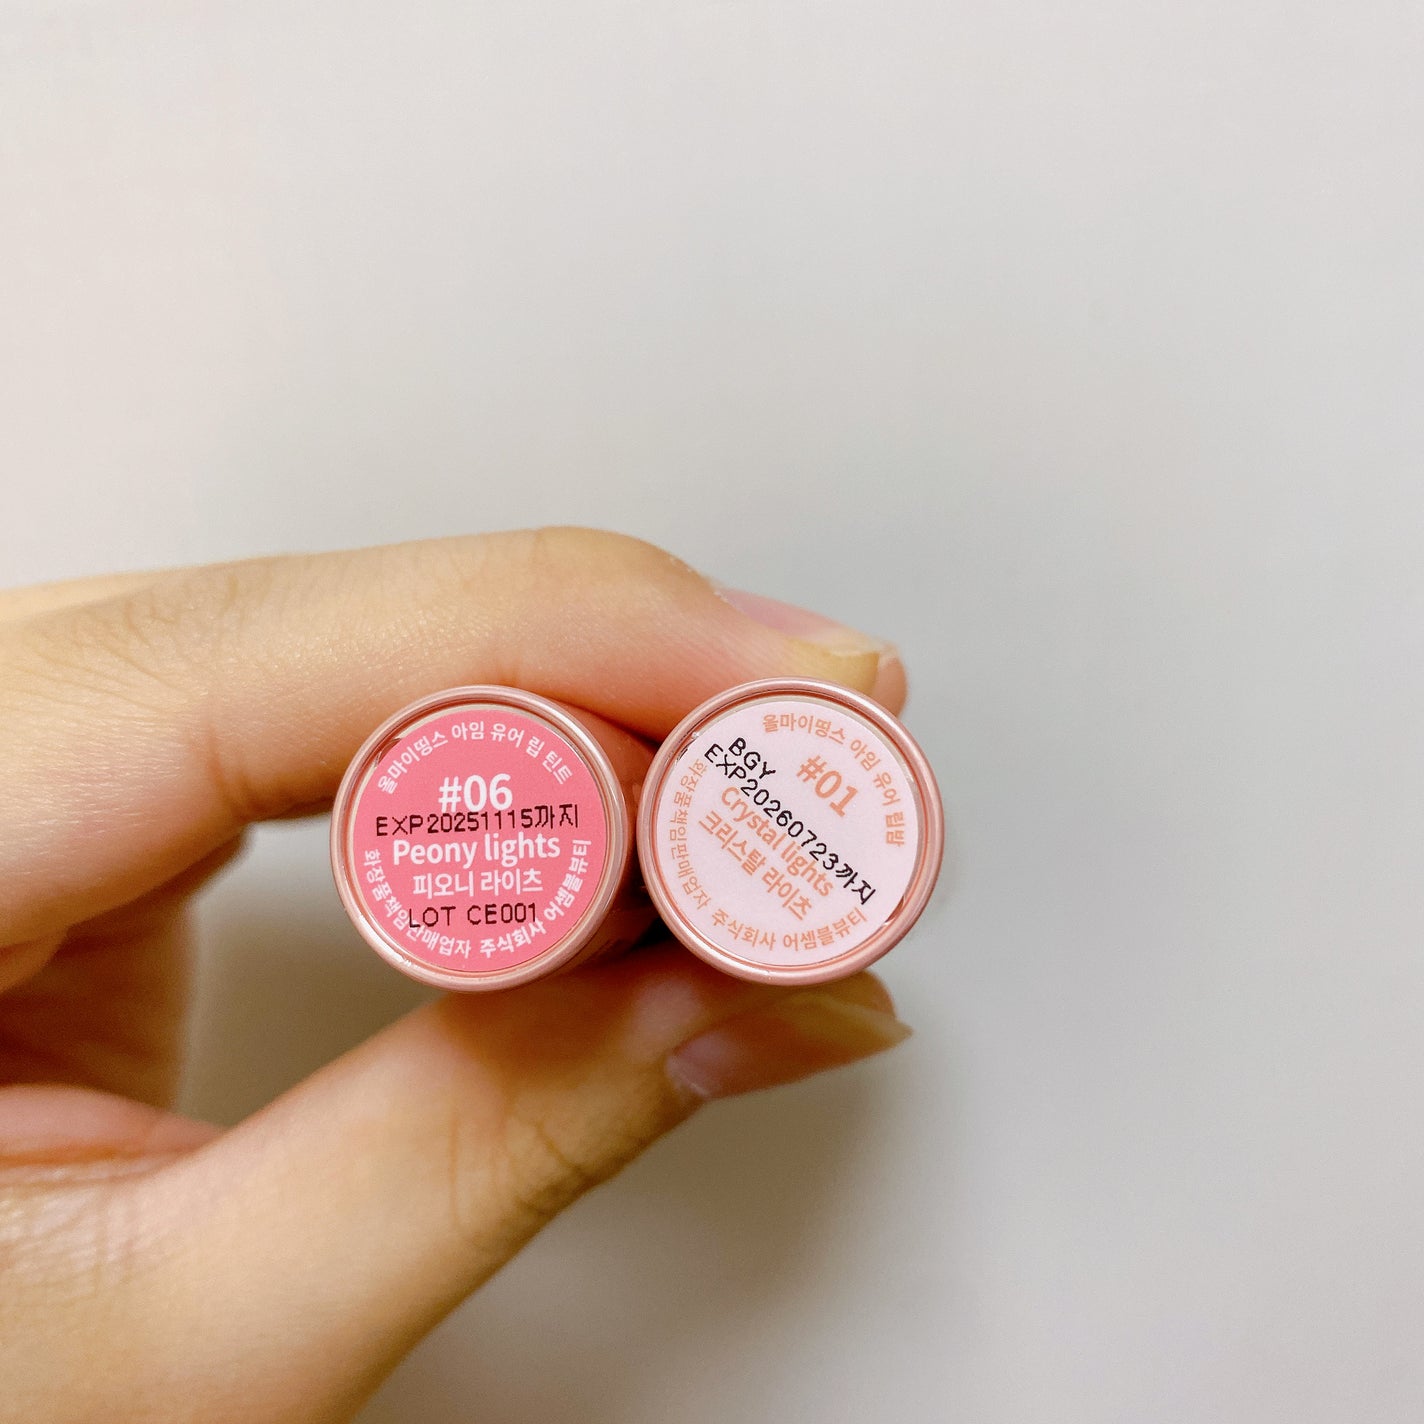 올마이띵스 아임 유어 립 틴트
#06
EXP20251115까지
Peony lights
피오니 라이츠
LOT CE001
화장품책임판매업자 주식회사 어셈블뷰티
올마이띵스 아임 유어 립밤
#01
BGY
EXP20260723까지
Crystal lights
크리스탈 라이츠
화장품책임판매업자 주식회사 어셈블뷰티